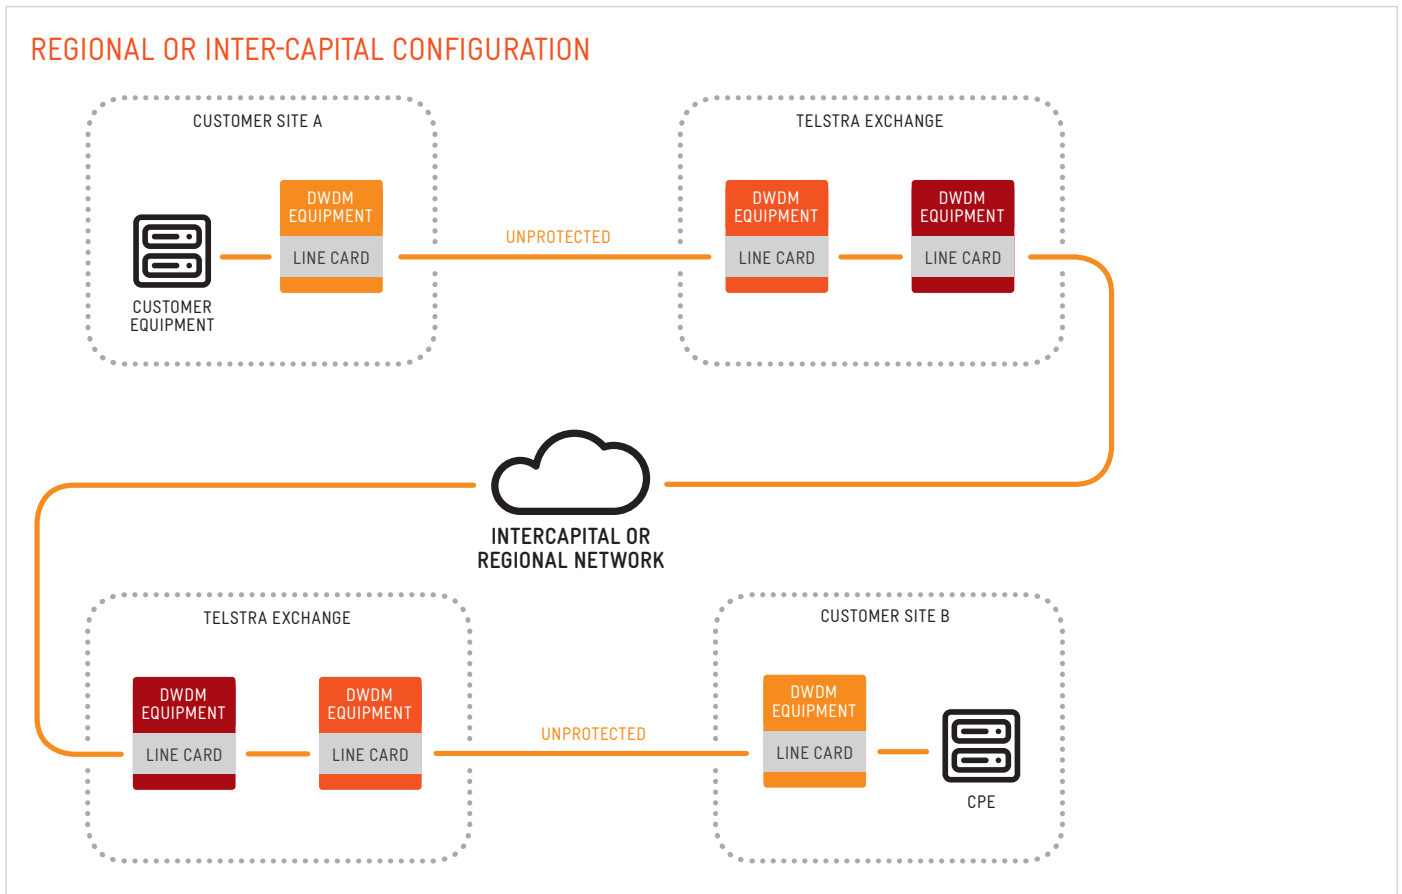 REGIONAL OR INTER-CAPITAL CONFIGURATION
CUSTOMER SITE A
DWDM
EQUIPMENT
LINE CARD
CUSTOMER
EQUIPMENT
UNPROTECTED
TELSTRA EXCHANGE
DWDM
EQUIPMENT
LINE CARD
DWDM
EQUIPMENT
LINE CARD
INTERCAPITAL OR
REGIONAL NETWORK
TELSTRA EXCHANGE
DWDM
EQUIPMENT
LINE CARD
DWDM
EQUIPMENT
LINE CARD
UNPROTECTED
CUSTOMER SITE B
DWDM
EQUIPMENT
LINE CARD
CPE